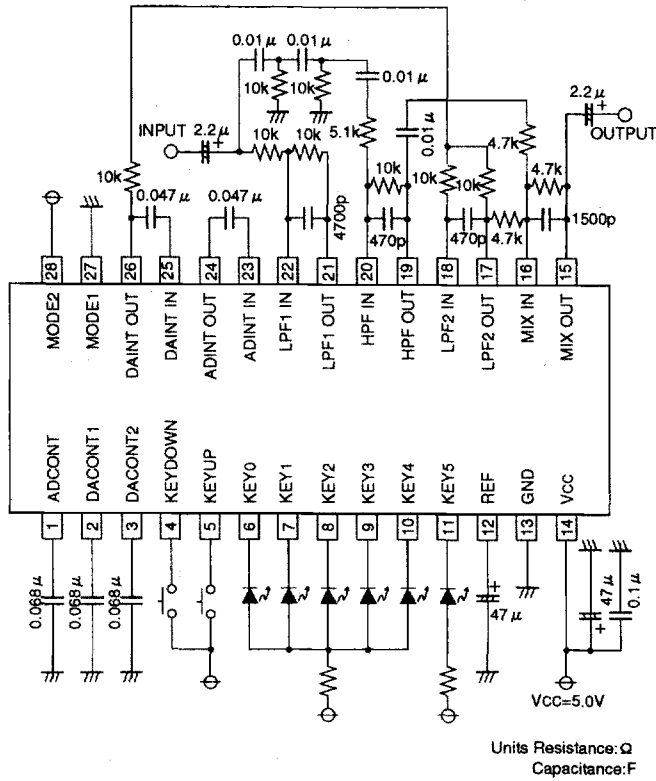 0.01μ 0.01μ
0.01μ
10k 10k
2.2μ
INPUT 2.2μ
10k 10k
5.1k
0.01μ
4.7k
OUTPUT
10k
10k
10k 10k
4.7k
0.047μ 0.047μ
4700p
470p
470p 4.7k
1500p
28 27 26 25 24 23 22 21 20 19 18 17 16 15
MODE2
MODE1
DAINT OUT
DAINT IN
ADINT OUT
ADINT IN
LPF1 IN
LPF1 OUT
HPF IN
HPF OUT
LPF2 IN
LPF2 OUT
MIX IN
MIX OUT
ADCONT
DACONT1
DACONT2
KEYDOWN
KEYUP
KEY0
KEY1
KEY2
KEY3
KEY4
KEY5
REF
GND
VCC
1 2 3 4 5 6 7 8 9 10 11 12 13 14
0.068μ
0.068μ
0.068μ
47μ
47μ
0.1μ
VCC=5.0V
Units Resistance:Ω
Capacitance:F